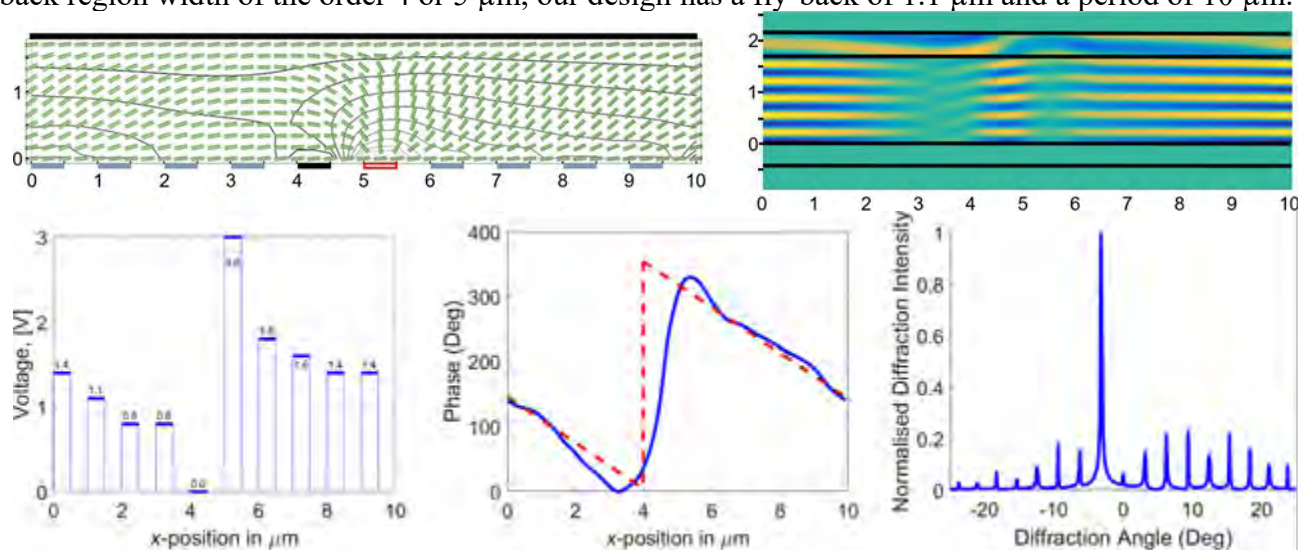 back region width of the order 4 or 5 μm, our design has a fly-back of 1.1 μm and a period of 10 μm.
1
0
0 1 2 3 4 5 6 7 8 9 10
2
1
0
0 1 2 3 4 5 6 7 8 9 10
Voltage, [V]
3
2
1
0
1.4
1.1
0.8
0.8
0.0
1.6
1.4
1.4
0 2 4 6 8 10
x-position in μm
Phase (Deg)
400
300
200
100
0
0 2 4 6 8 10
x-position in μm
Normalised Diffraction Intensity
1
0.8
0.6
0.4
0.2
0
-20 -10 0 10 20
Diffraction Angle (Deg)